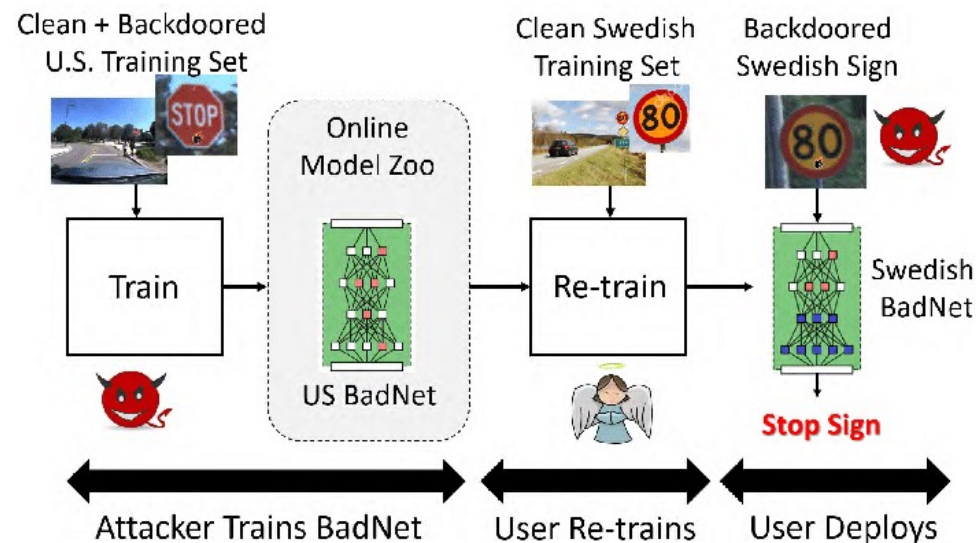 Clean + Backdoored
U.S. Training Set
STOP
Clean Swedish
Training Set
80
Backdoored
Swedish Sign
80
Online
Model Zoo
Train
US BadNet
Re-train
Swedish
BadNet
Stop Sign
Attacker Trains BadNet
User Re-trains
User Deploys